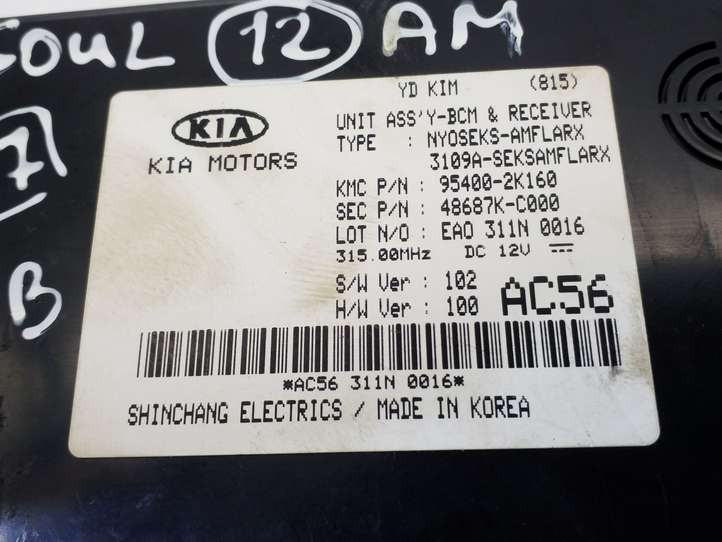 SOUL 12 AM
7
B
YD KIM (815)
KIA
KIA MOTORS
UNIT ASS'Y-BCM & RECEIVER
TYPE : NYOSEKS-AMFLARX
3109A-SEKSAMFLARX
KMC P/N : 95400-2K160
SEC P/N : 48687K-C000
LOT N/O : EAO 311N 0016
315.00MHz DC 12V
S/W Ver : 102
H/W Ver : 100
AC56
*AC56 311N 0016*
SHINCHANG ELECTRICS / MADE IN KOREA